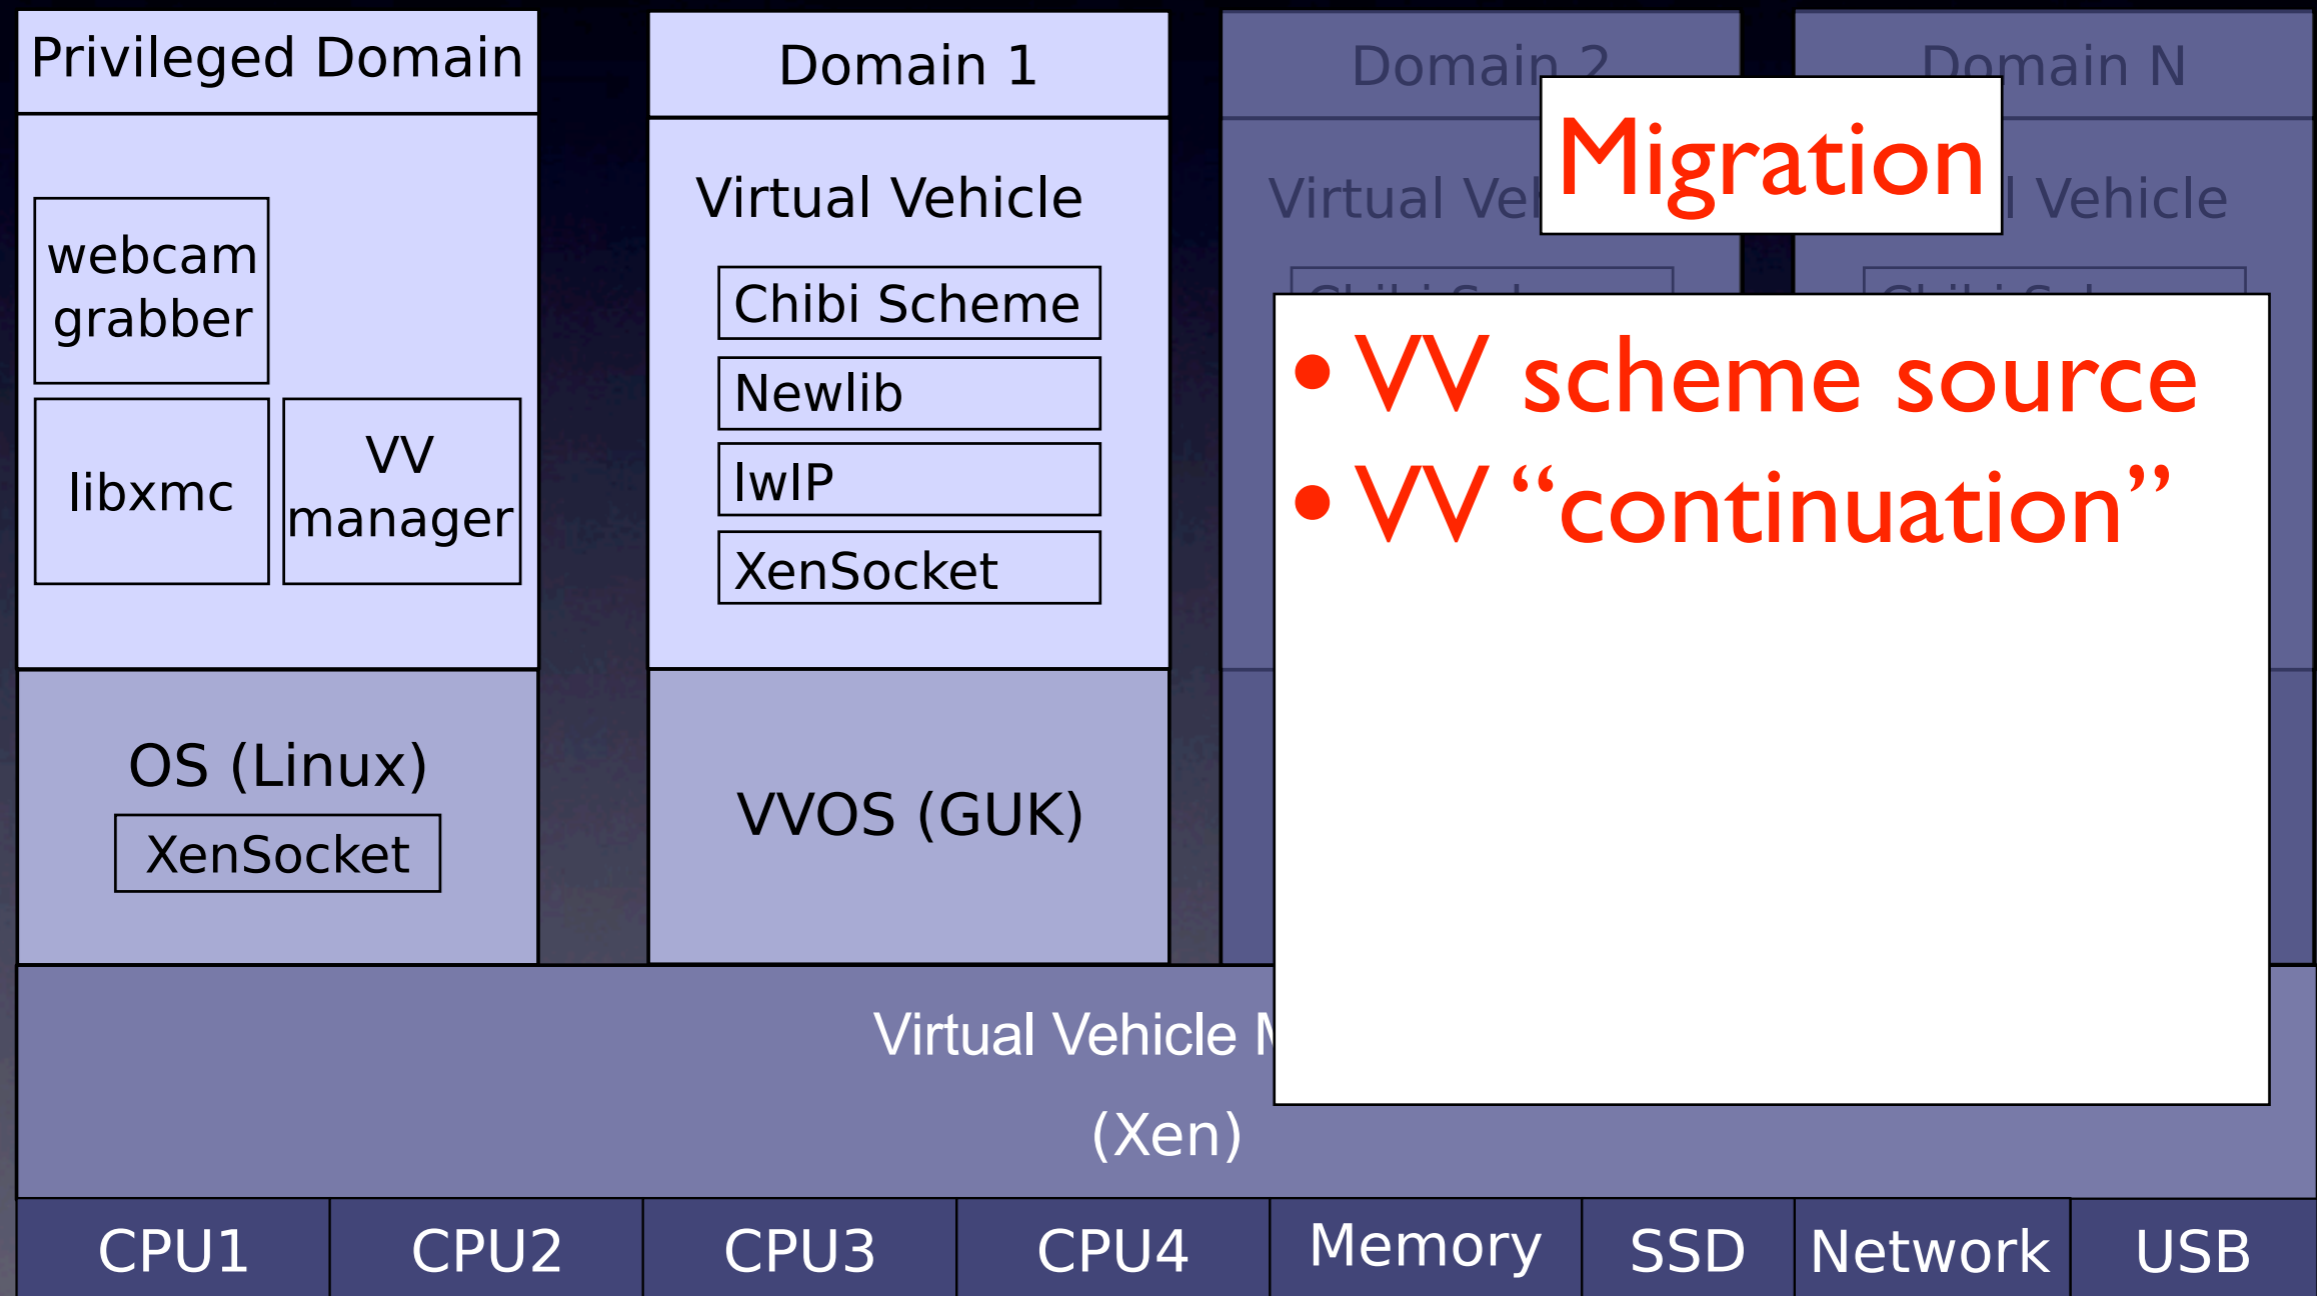 Privileged Domain
webcam
grabber
libxmc
VV
manager
OS (Linux)
XenSocket
Domain 1
Virtual Vehicle
Chibi Scheme
Newlib
lwIP
XenSocket
VVOS (GUK)
Domain 2
Virtual
Domain N
Vehicle
Migration
• VV scheme source
• VV “continuation”
Virtual Vehicle
(Xen)
CPU1
CPU2
CPU3
CPU4
Memory
SSD
Network
USB